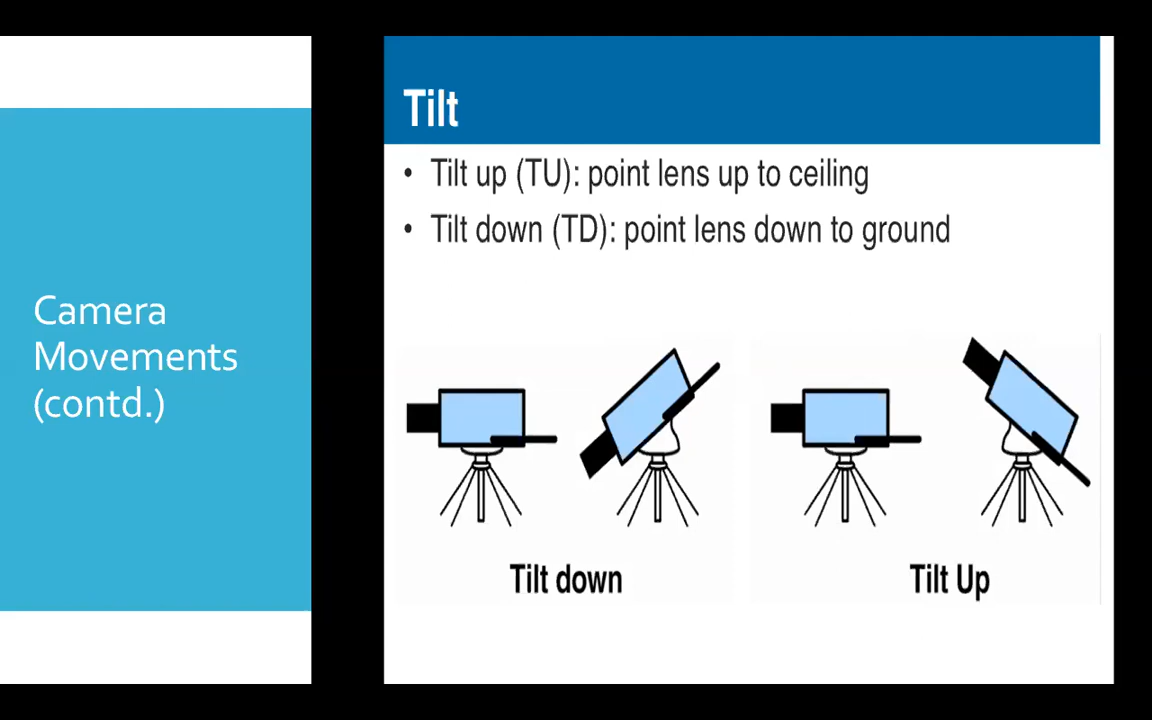 Camera
Movements
(contd.)
Tilt
• Tilt up (TU): point lens up to ceiling
• Tilt down (TD): point lens down to ground
Tilt down
Tilt Up